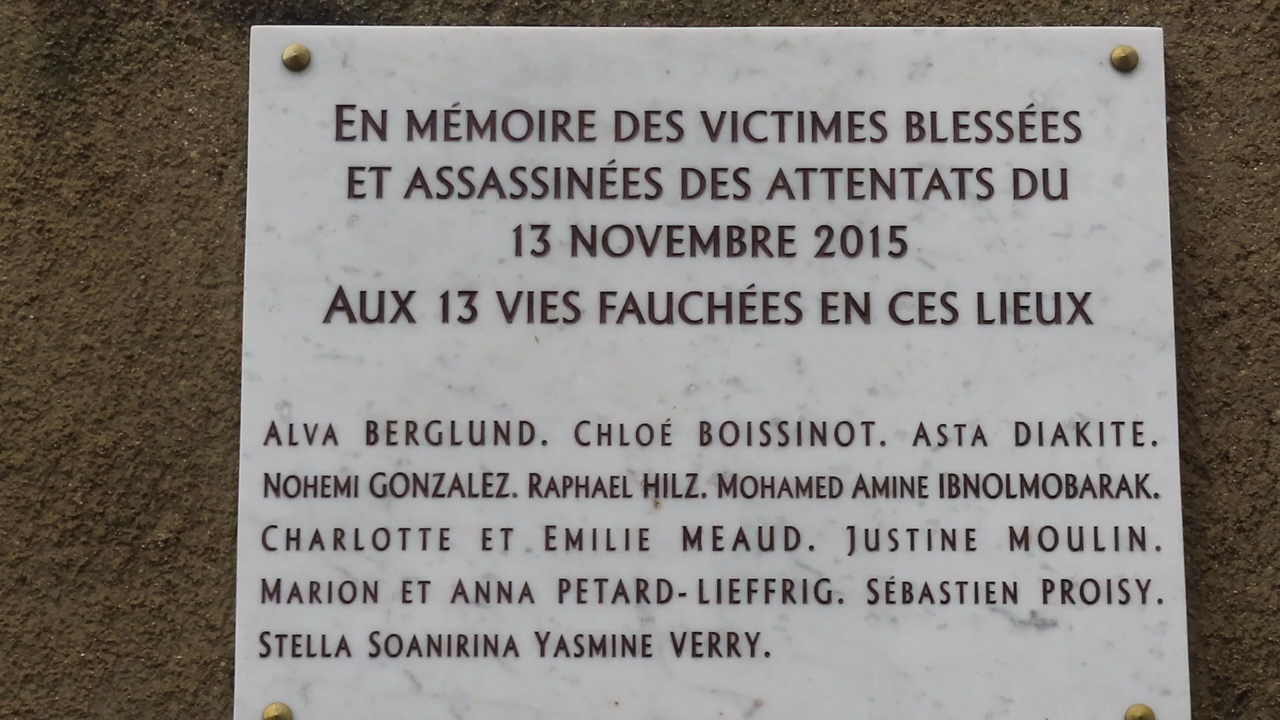 EN MÉMOIRE DES VICTIMES BLESSÉES
ET ASSASSINÉES DES ATTENTATS DU
13 NOVEMBRE 2015
AUX 13 VIES FAUCHÉES EN CES LIEUX
ALVA BERGLUND. CHLOÉ BOISSINOT. ASTA DIAKITE.
NOHEMI GONZALEZ. RAPHAEL HILZ. MOHAMED AMINE IBNOLMOBARAK.
CHARLOTTE ET EMILIE MEAUD. JUSTINE MOULIN.
MARION ET ANNA PETARD-LIEFFRIG. SÉBASTIEN PROISY.
STELLA SOANIRINA YASMINE VERRY.